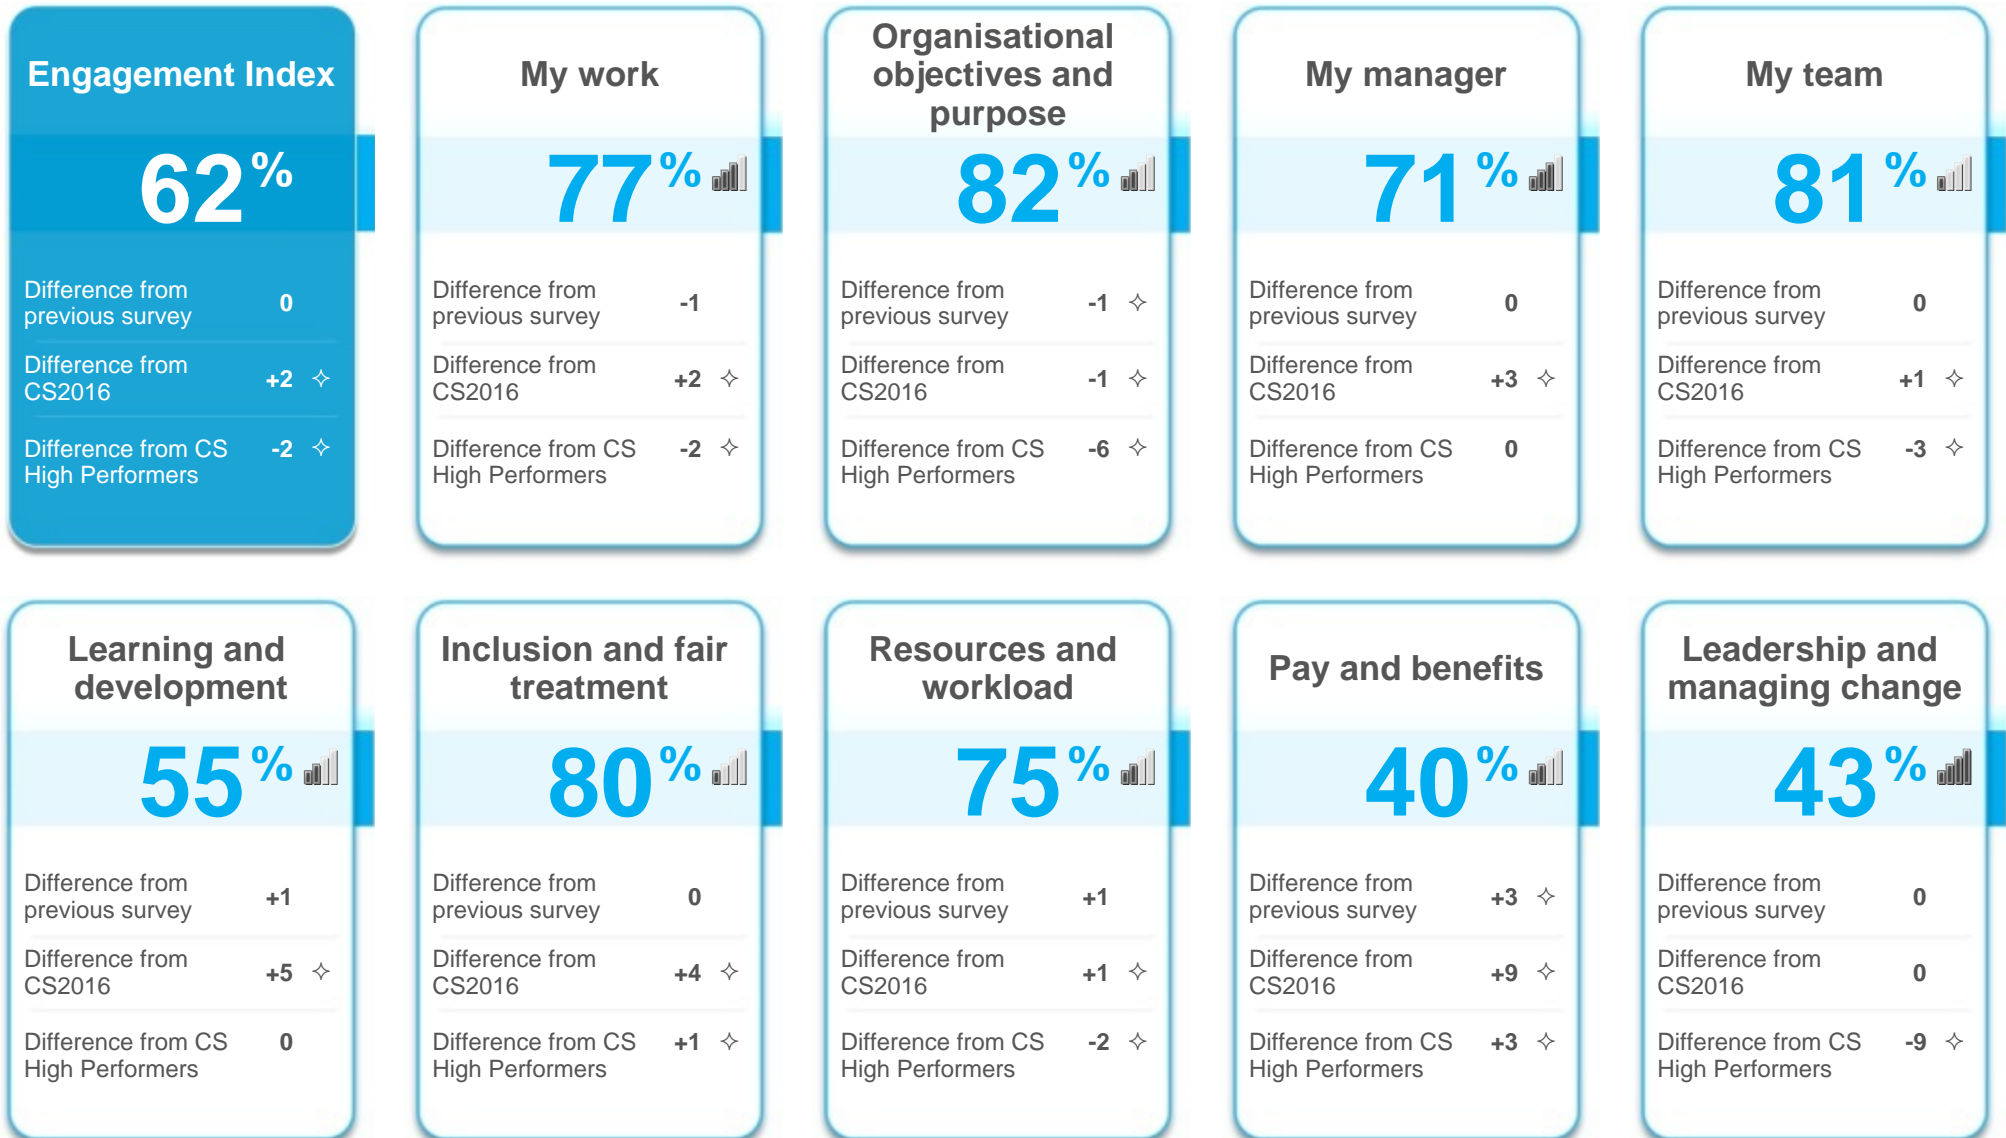 Engagement Index
62%
Difference from
previous survey 0
Difference from
CS2016 +2 ✧
Difference from CS
High Performers -2 ✧
My work
77%
Difference from
previous survey -1
Difference from
CS2016 +2 ✧
Difference from CS
High Performers -2 ✧
Organisational
objectives and
purpose
82%
Difference from
previous survey -1 ✧
Difference from
CS2016 -1 ✧
Difference from CS
High Performers -6 ✧
My manager
71%
Difference from
previous survey 0
Difference from
CS2016 +3 ✧
Difference from CS
High Performers 0
My team
81%
Difference from
previous survey 0
Difference from
CS2016 +1 ✧
Difference from CS
High Performers -3 ✧
Learning and
development
55%
Difference from
previous survey +1
Difference from
CS2016 +5 ✧
Difference from CS
High Performers 0
Inclusion and fair
treatment
80%
Difference from
previous survey 0
Difference from
CS2016 +4 ✧
Difference from CS
High Performers +1 ✧
Resources and
workload
75%
Difference from
previous survey +1
Difference from
CS2016 +1 ✧
Difference from CS
High Performers -2 ✧
Pay and benefits
40%
Difference from
previous survey +3 ✧
Difference from
CS2016 +9 ✧
Difference from CS
High Performers +3 ✧
Leadership and
managing change
43%
Difference from
previous survey 0
Difference from
CS2016 0
Difference from CS
High Performers -9 ✧